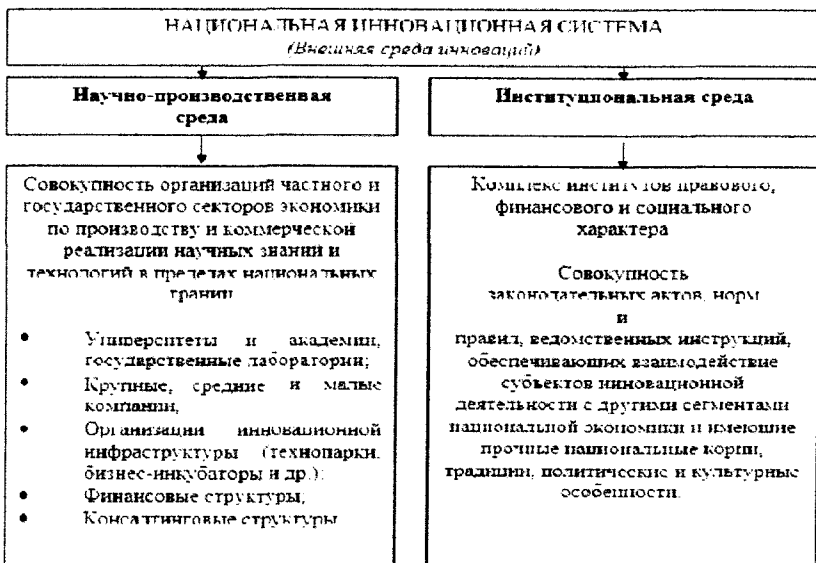 НАЦИОНАЛЬНАЯ ИННОВАЦИОННАЯ СИСТЕМА
(Внешняя среда инноваций)
Научно-производственная
среда
Совокупность организаций частного и
государственного секторов экономики
по производству и коммерческой
реализации научных знаний и
технологий в пределах национальных
границ
• Университеты и академии,
государственные лаборатории;
• Крупные, средние и малые
компании;
• Организации инновационной
инфраструктуры (технопарки,
бизнес-инкубаторы и др.);
• Финансовые структуры;
• Консалтинговые структуры
Институциональная среда
Комплекс институтов правового,
финансового и социального
характера
Совокупность
законодательных актов, норм
и
правил, ведомственных инструкций,
обеспечивающих взаимодействие
субъектов инновационной
деятельности с другими сегментами
национальной экономики и имеющие
прочные национальные корни,
традиции, политические и культурные
особенности.